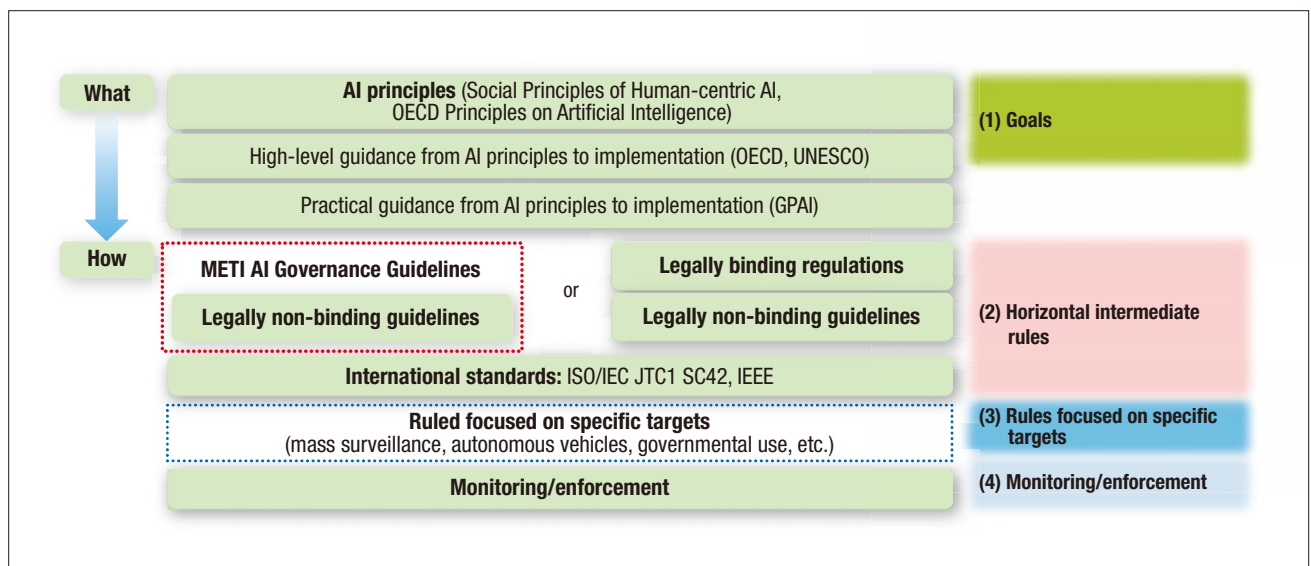 What
AI principles (Social Principles of Human-centric AI,
OECD Principles on Artificial Intelligence)
(1) Goals
High-level guidance from AI principles to implementation (OECD, UNESCO)
Practical guidance from AI principles to implementation (GPAI)
How
METI AI Governance Guidelines
Legally non-binding guidelines
or
Legally binding regulations
Legally non-binding guidelines
(2) Horizontal intermediate
rules
International standards: ISO/IEC JTC1 SC42, IEEE
Ruled focused on specific targets
(mass surveillance, autonomous vehicles, governmental use, etc.)
(3) Rules focused on specific
targets
Monitoring/enforcement
(4) Monitoring/enforcement